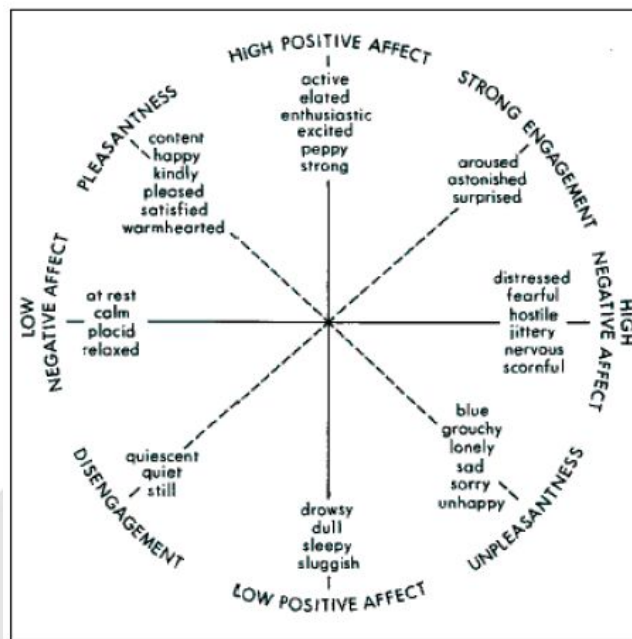 HIGH POSITIVE AFFECT
active
elated
enthusiastic
excited
peppy
strong
STRONG ENGAGEMENT
aroused
astonished
surprised
HIGH
NEGATIVE AFFECT
distressed
fearful
hostile
jittery
nervous
scornful
UNPLEASANTNESS
blue
grouchy
lonely
sad
sorry
unhappy
LOW POSITIVE AFFECT
drowsy
dull
sleepy
sluggish
DISENGAGEMENT
quiescent
quiet
still
LOW
NEGATIVE AFFECT
at rest
calm
placid
relaxed
PLEASANTNESS
content
happy
kindly
pleased
satisfied
warmhearted